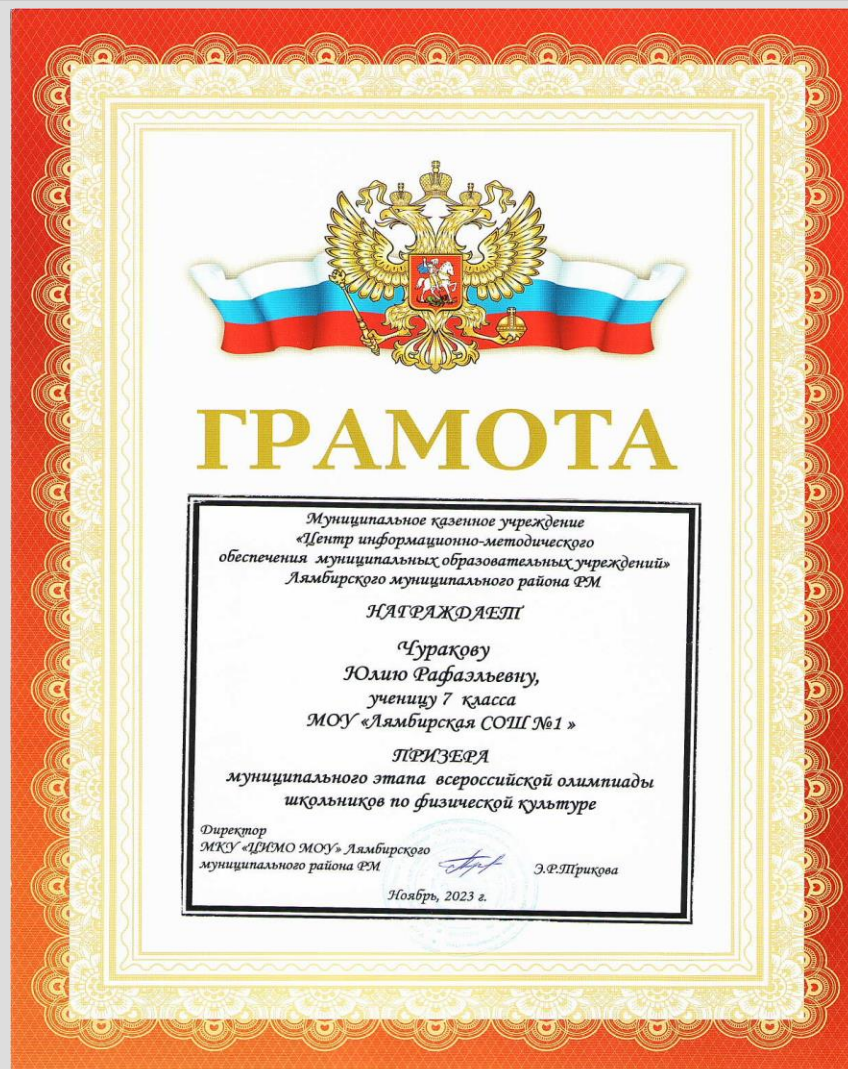 ГРАМОТА
Муниципальное казенное учреждение
«Центр информационно-методического
обеспечения муниципальных образовательных учреждений»
Лямбирского муниципального района РМ
НАГРАЖДАЕТ
Чуракову
Юлию Рафаэльевну,
ученицу 7 класса
МОУ «Лямбирская СОШ №1 »
ПРИЗЕРА
муниципального этапа всероссийской олимпиады
школьников по физической культуре
Директор
МКУ «ЦИМО МОУ» Лямбирского
муниципального района РМ Э.Р.Трикова
Ноябрь, 2023 г.